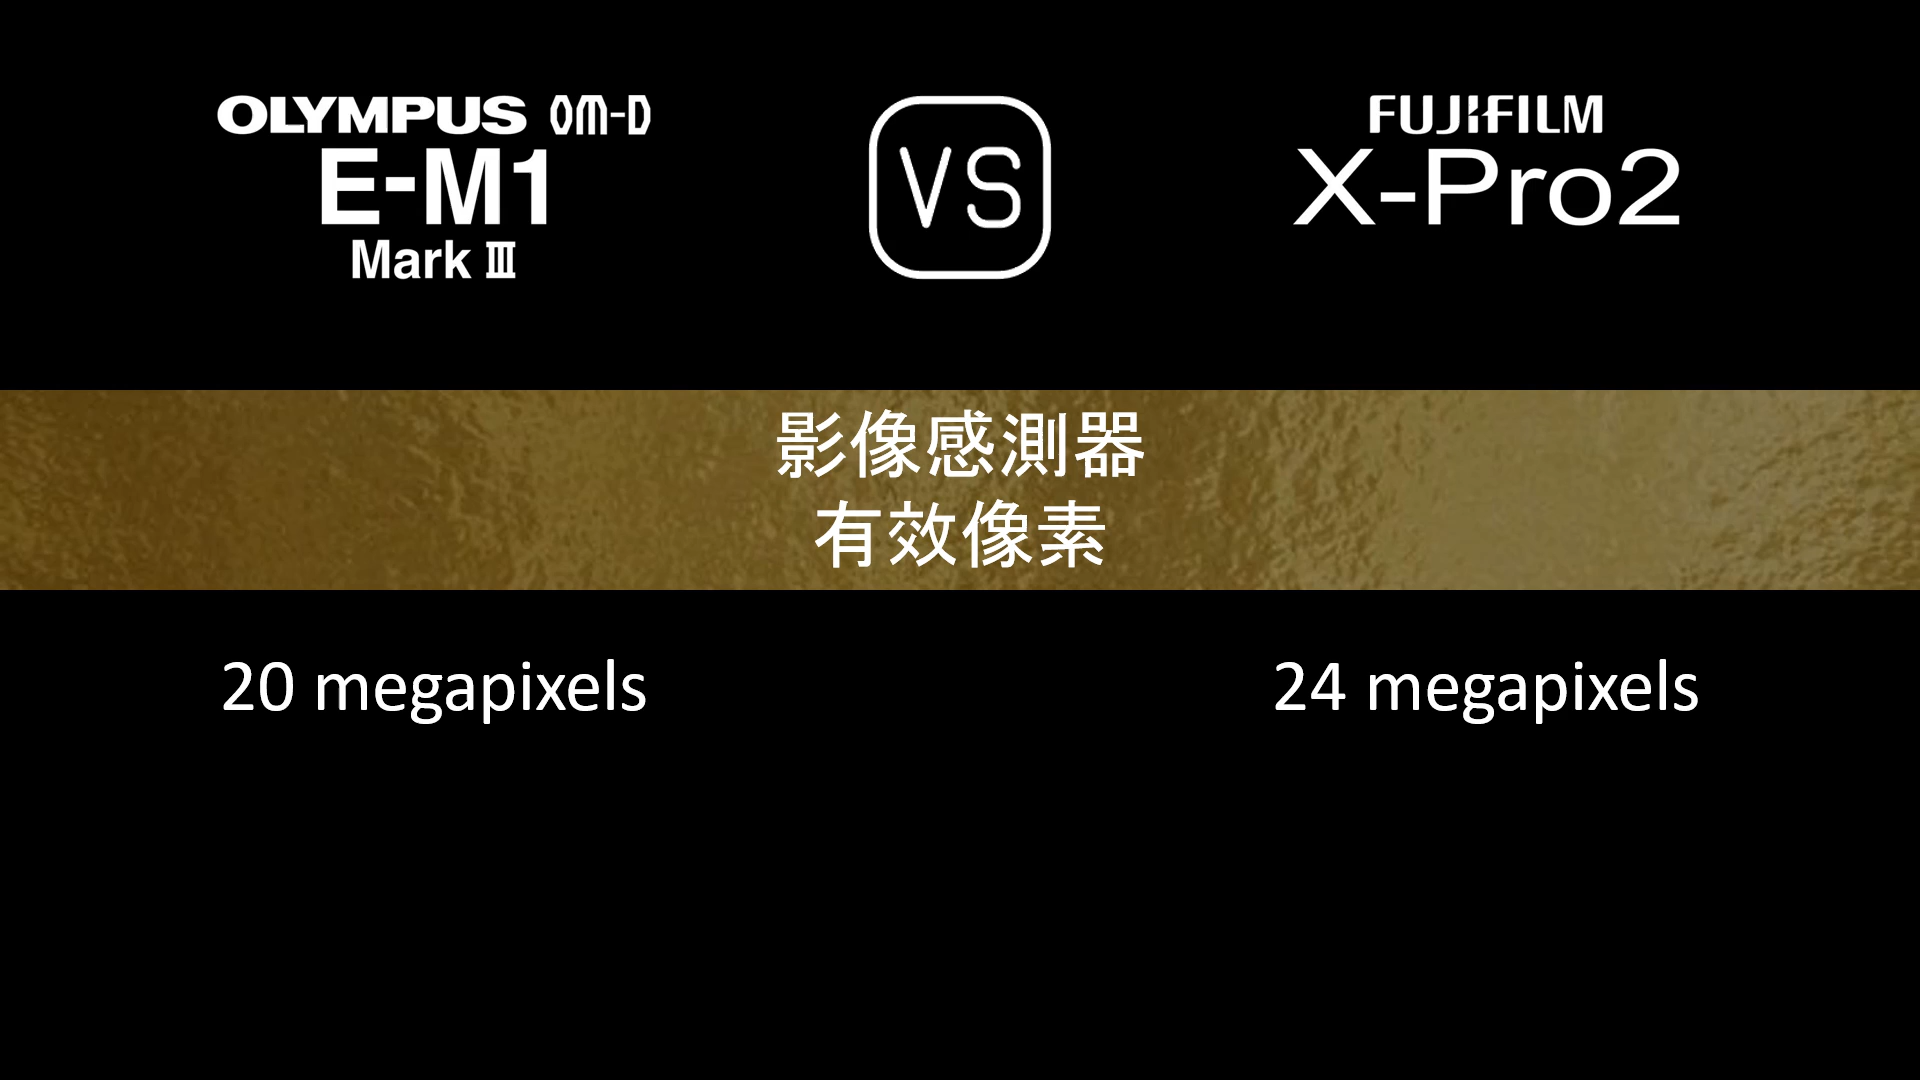 OLYMPUS OM-D
E-M1
Mark III
VS
FUJIFILM
X-Pro2
影像感測器
有效像素
20 megapixels
24 megapixels